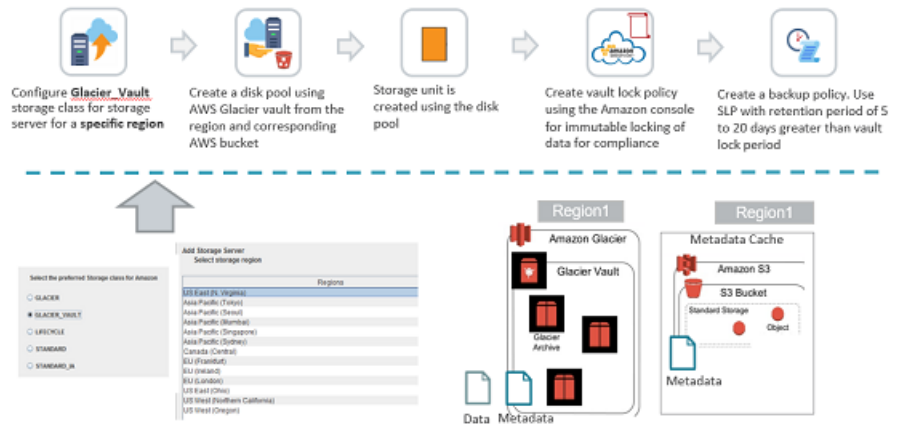 Configure Glacier_Vault
storage class for storage
server for a specific region
Create a disk pool using
AWS Glacier vault from the
region and corresponding
AWS bucket
Storage unit is
created using the disk
pool
amazon
Create vault lock policy
using the Amazon console
for immutable locking of
data for compliance
Create a backup policy. Use
SLP with retention period of 5
to 20 days greater than vault
lock period
Select the preferred Storage class for Amazon
GLACIER
GLACIER_VAULT
LIFECYCLE
STANDARD
STANDARD_IA
Add Storage Server
Select storage region
Regions
US East (N. Virginia)
Asia Pacific (Tokyo)
Asia Pacific (Seoul)
Asia Pacific (Mumbai)
Asia Pacific (Singapore)
Asia Pacific (Sydney)
Canada (Central)
EU (Frankfurt)
EU (Ireland)
EU (London)
US East (Ohio)
US West (Northern California)
US West (Oregon)
Region1
Amazon Glacier
Glacier Vault
Glacier
Archive
Data
Metadata
Region1
Metadata Cache
Amazon S3
S3 Bucket
Standard Storage
Object
Metadata